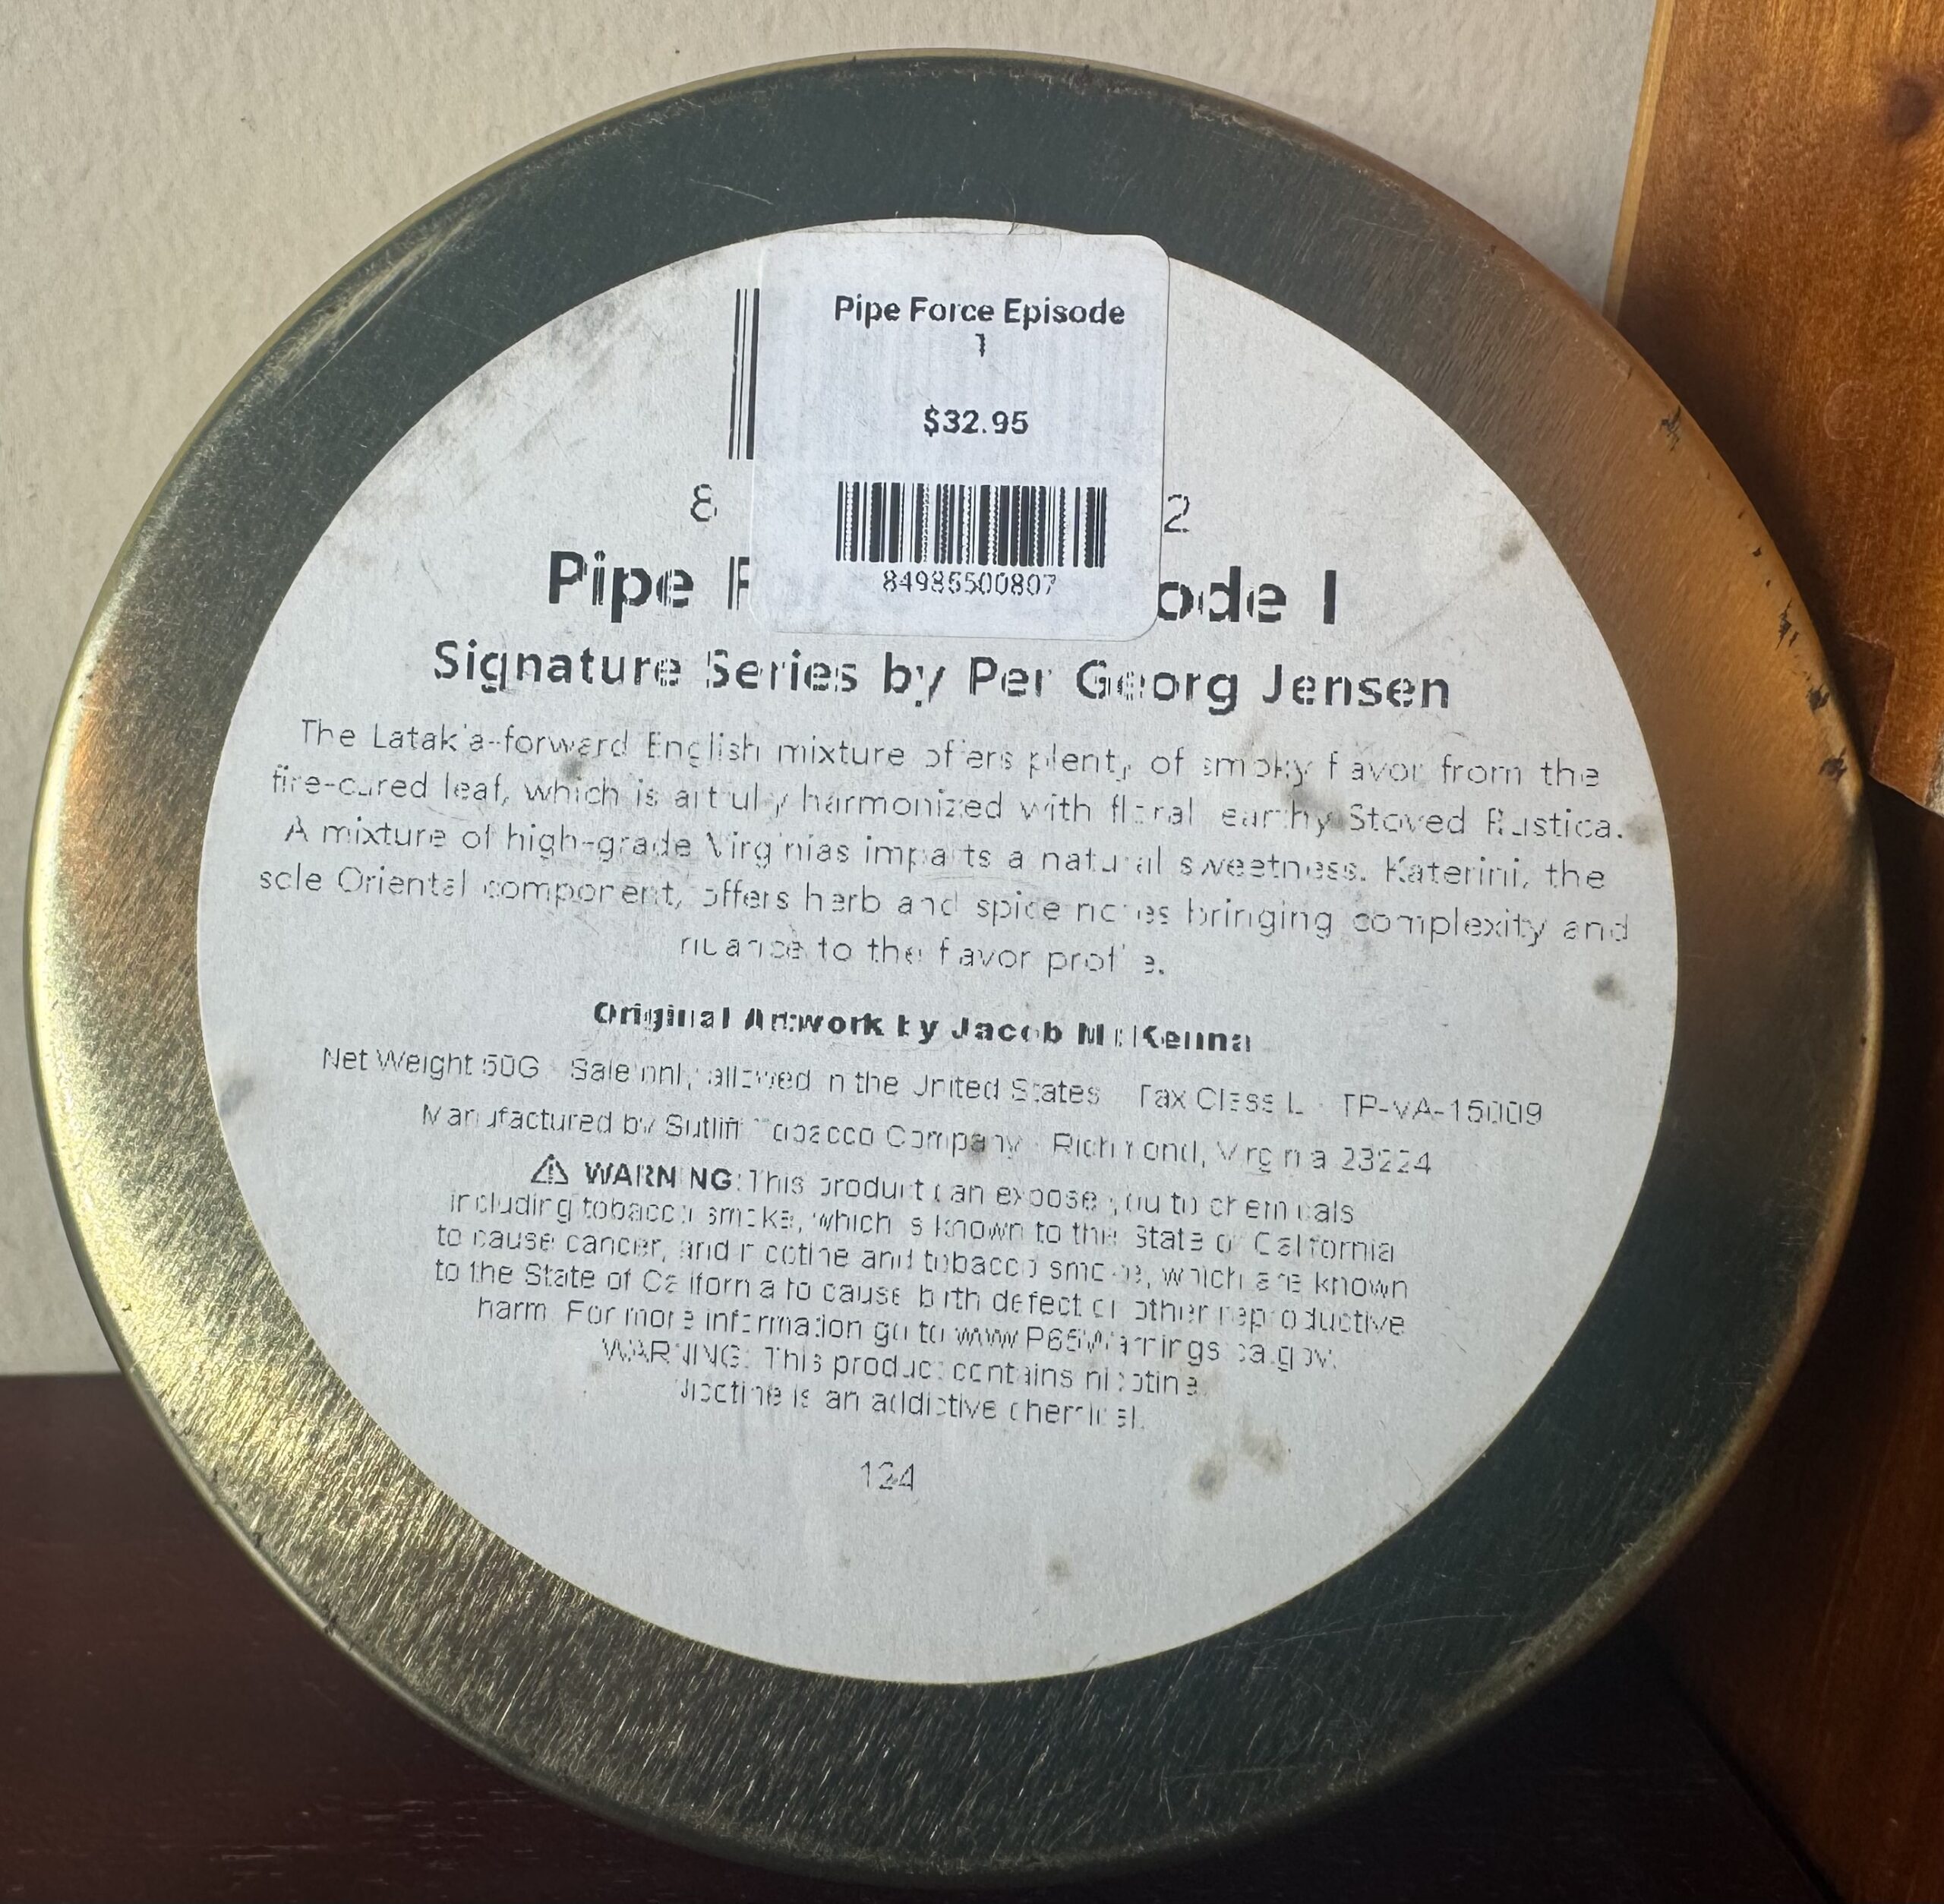 Pipe Force Episode
1
$32.95
84985500807
8 2
Pipe F ode I
Signature Series by Per Georg Jensen
The Latakia-forward English mixture offers plenty of smoky flavor from the
fire-cured leaf, which is artfully harmonized with floral, earthy Stoved Rustica.
A mixture of high-grade Virginias imparts a natural sweetness. Katerini, the
sole Oriental component, offers herb and spice notes bringing complexity and
nuance to the flavor profile.
Original Artwork by Jacob McKenna
Net Weight 50G · Sale only allowed in the United States · Tax Class L · TP-VA-15009
Manufactured by Sutliff Tobacco Company · Richmond, Virginia 23224
⚠ WARNING: This product can expose you to chemicals
including tobacco smoke, which is known to the State of California
to cause cancer, and nicotine and tobacco smoke, which are known
to the State of California to cause birth defect or other reproductive
harm. For more information go to www.P65Warnings.ca.gov.
WARNING: This product contains nicotine.
Nicotine is an addictive chemical.
124